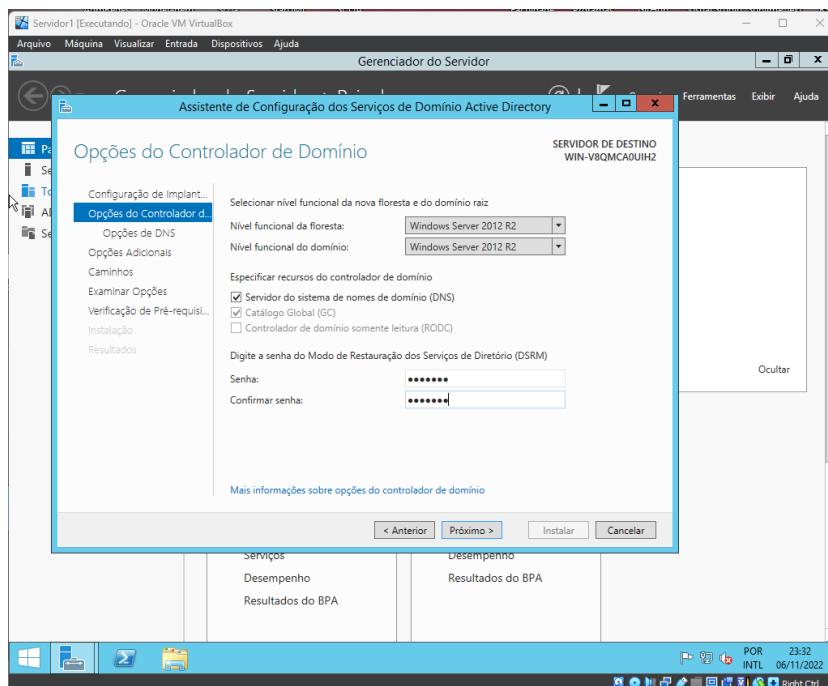 Servidor1 [Executando] - Oracle VM VirtualBox
Arquivo Máquina Visualizar Entrada Dispositivos Ajuda
Gerenciador do Servidor
Ferramentas Exibir Ajuda
Assistente de Configuração dos Serviços de Domínio Active Directory
Opções do Controlador de Domínio
SERVIDOR DE DESTINO
WIN-V8QMCA0UIH2
Configuração de Implant...
Opções do Controlador d...
Opções de DNS
Opções Adicionais
Caminhos
Examinar Opções
Verificação de Pré-requisi...
Instalação
Resultados
Selecionar nível funcional da nova floresta e do domínio raiz
Nível funcional da floresta: Windows Server 2012 R2
Nível funcional do domínio: Windows Server 2012 R2
Especificar recursos do controlador de domínio
Servidor do sistema de nomes de domínio (DNS)
Catálogo Global (GC)
Controlador de domínio somente leitura (RODC)
Digite a senha do Modo de Restauração dos Serviços de Diretório (DSRM)
Senha: •••••••
Confirmar senha: •••••••
Mais informações sobre opções do controlador de domínio
< Anterior Próximo > Instalar Cancelar
Ocultar
Serviços Desempenho
Desempenho Resultados do BPA
Resultados do BPA
POR 23:32
INTL 06/11/2022
Right Ctrl